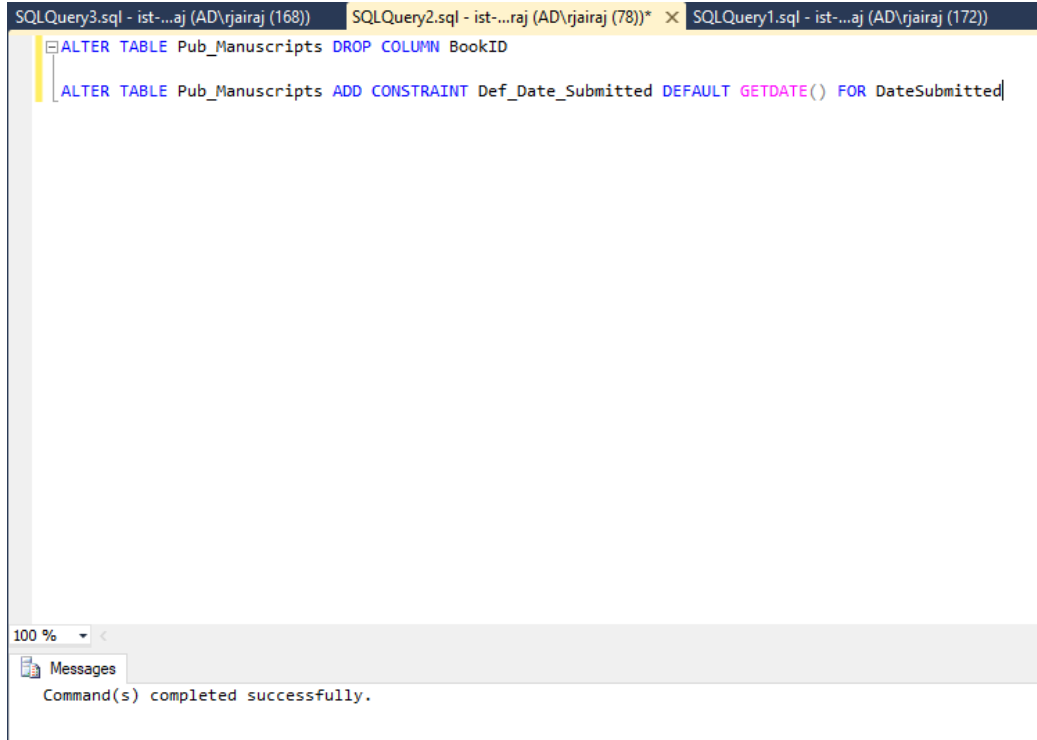 SQLQuery3.sql - ist-...aj (AD\rjairaj (168)) SQLQuery2.sql - ist-...raj (AD\rjairaj (78))* SQLQuery1.sql - ist-...aj (AD\rjairaj (172))
ALTER TABLE Pub_Manuscripts DROP COLUMN BookID
ALTER TABLE Pub_Manuscripts ADD CONSTRAINT Def_Date_Submitted DEFAULT GETDATE() FOR DateSubmitted
100 %
Messages
Command(s) completed successfully.